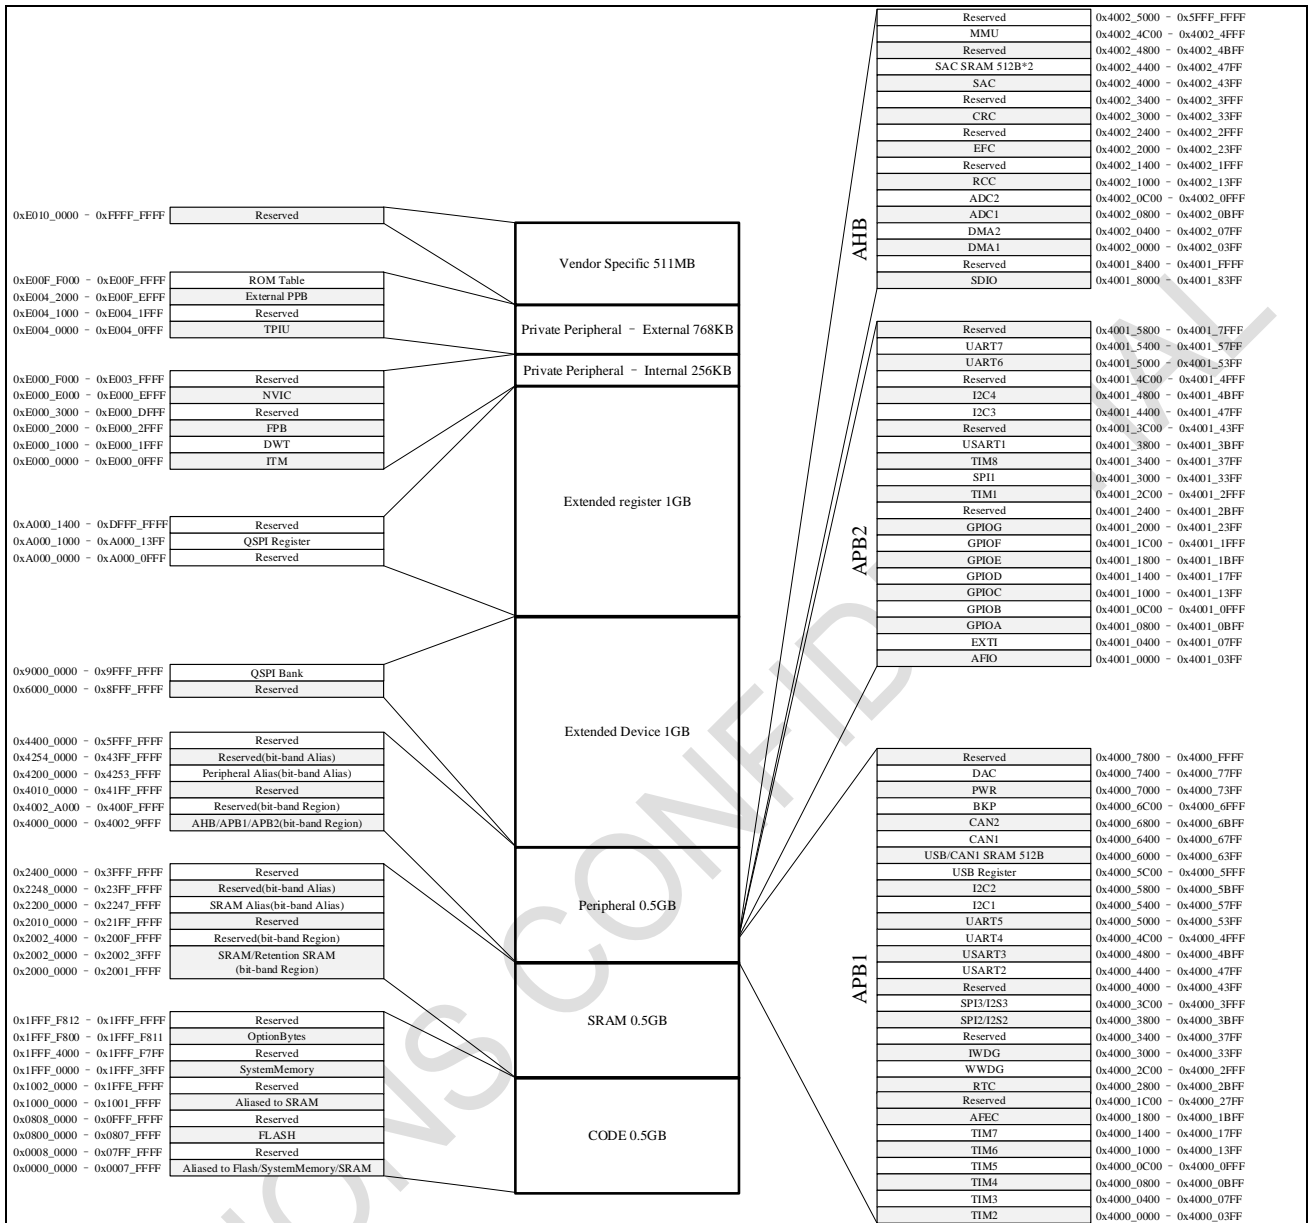 0xE010_0000 - 0xFFFF_FFFF Reserved
0xE00F_F000 - 0xE00F_FFFF ROM Table
0xE004_2000 - 0xE00F_EFFF External PPB
0xE004_1000 - 0xE004_1FFF Reserved
0xE004_0000 - 0xE004_0FFF TPIU
0xE000_F000 - 0xE003_FFFF Reserved
0xE000_E000 - 0xE000_EFFF NVIC
0xE000_3000 - 0xE000_DFFF Reserved
0xE000_2000 - 0xE000_2FFF FPB
0xE000_1000 - 0xE000_1FFF DWT
0xE000_0000 - 0xE000_0FFF ITM
0xA000_1400 - 0xDFFF_FFFF Reserved
0xA000_1000 - 0xA000_13FF QSPI Register
0xA000_0000 - 0xA000_0FFF Reserved
0x9000_0000 - 0x9FFF_FFFF QSPI Bank
0x6000_0000 - 0x8FFF_FFFF Reserved
0x4400_0000 - 0x5FFF_FFFF Reserved
0x4254_0000 - 0x43FF_FFFF Reserved(bit-band Alias)
0x4200_0000 - 0x4253_FFFF Peripheral Alias(bit-band Alias)
0x4010_0000 - 0x41FF_FFFF Reserved
0x4002_A000 - 0x400F_FFFF Reserved(bit-band Region)
0x4000_0000 - 0x4002_9FFF AHB/APB1/APB2(bit-band Region)
0x2400_0000 - 0x3FFF_FFFF Reserved
0x2248_0000 - 0x23FF_FFFF Reserved(bit-band Alias)
0x2200_0000 - 0x2247_FFFF SRAM Alias(bit-band Alias)
0x2010_0000 - 0x21FF_FFFF Reserved
0x2002_4000 - 0x200F_FFFF Reserved(bit-band Region)
0x2002_0000 - 0x2002_3FFF SRAM/Retention SRAM
0x2000_0000 - 0x2001_FFFF (bit-band Region)
0x1FFF_F812 - 0x1FFF_FFFF Reserved
0x1FFF_F800 - 0x1FFF_F811 OptionBytes
0x1FFF_4000 - 0x1FFF_F7FF Reserved
0x1FFF_0000 - 0x1FFF_3FFF SystemMemory
0x1002_0000 - 0x1FFE_FFFF Reserved
0x1000_0000 - 0x1001_FFFF Aliased to SRAM
0x0808_0000 - 0x0FFF_FFFF Reserved
0x0800_0000 - 0x0807_FFFF FLASH
0x0008_0000 - 0x07FF_FFFF Reserved
0x0000_0000 - 0x0007_FFFF Aliased to Flash/SystemMemory/SRAM
Vendor Specific 511MB
Private Peripheral - External 768KB
Private Peripheral - Internal 256KB
Extended register 1GB
Extended Device 1GB
Peripheral 0.5GB
SRAM 0.5GB
CODE 0.5GB
AHB
Reserved 0x4002_5000 - 0x5FFF_FFFF
MMU 0x4002_4C00 - 0x4002_4FFF
Reserved 0x4002_4800 - 0x4002_4BFF
SAC SRAM 512B*2 0x4002_4400 - 0x4002_47FF
SAC 0x4002_4000 - 0x4002_43FF
Reserved 0x4002_3400 - 0x4002_3FFF
CRC 0x4002_3000 - 0x4002_33FF
Reserved 0x4002_2400 - 0x4002_2FFF
EFC 0x4002_2000 - 0x4002_23FF
Reserved 0x4002_1400 - 0x4002_1FFF
RCC 0x4002_1000 - 0x4002_13FF
ADC2 0x4002_0C00 - 0x4002_0FFF
ADC1 0x4002_0800 - 0x4002_0BFF
DMA2 0x4002_0400 - 0x4002_07FF
DMA1 0x4002_0000 - 0x4002_03FF
Reserved 0x4001_8400 - 0x4001_FFFF
SDIO 0x4001_8000 - 0x4001_83FF
APB2
Reserved 0x4001_5800 - 0x4001_7FFF
UART7 0x4001_5400 - 0x4001_57FF
UART6 0x4001_5000 - 0x4001_53FF
Reserved 0x4001_4C00 - 0x4001_4FFF
I2C4 0x4001_4800 - 0x4001_4BFF
I2C3 0x4001_4400 - 0x4001_47FF
Reserved 0x4001_3C00 - 0x4001_43FF
USART1 0x4001_3800 - 0x4001_3BFF
TIM8 0x4001_3400 - 0x4001_37FF
SPI1 0x4001_3000 - 0x4001_33FF
TIM1 0x4001_2C00 - 0x4001_2FFF
Reserved 0x4001_2400 - 0x4001_2BFF
GPIOG 0x4001_2000 - 0x4001_23FF
GPIOF 0x4001_1C00 - 0x4001_1FFF
GPIOE 0x4001_1800 - 0x4001_1BFF
GPIOD 0x4001_1400 - 0x4001_17FF
GPIOC 0x4001_1000 - 0x4001_13FF
GPIOB 0x4001_0C00 - 0x4001_0FFF
GPIOA 0x4001_0800 - 0x4001_0BFF
EXTI 0x4001_0400 - 0x4001_07FF
AFIO 0x4001_0000 - 0x4001_03FF
APB1
Reserved 0x4000_7800 - 0x4000_FFFF
DAC 0x4000_7400 - 0x4000_77FF
PWR 0x4000_7000 - 0x4000_73FF
BKP 0x4000_6C00 - 0x4000_6FFF
CAN2 0x4000_6800 - 0x4000_6BFF
CAN1 0x4000_6400 - 0x4000_67FF
USB/CAN1 SRAM 512B 0x4000_6000 - 0x4000_63FF
USB Register 0x4000_5C00 - 0x4000_5FFF
I2C2 0x4000_5800 - 0x4000_5BFF
I2C1 0x4000_5400 - 0x4000_57FF
UART5 0x4000_5000 - 0x4000_53FF
UART4 0x4000_4C00 - 0x4000_4FFF
USART3 0x4000_4800 - 0x4000_4BFF
USART2 0x4000_4400 - 0x4000_47FF
Reserved 0x4000_4000 - 0x4000_43FF
SPI3/I2S3 0x4000_3C00 - 0x4000_3FFF
SPI2/I2S2 0x4000_3800 - 0x4000_3BFF
Reserved 0x4000_3400 - 0x4000_37FF
IWDG 0x4000_3000 - 0x4000_33FF
WWDG 0x4000_2C00 - 0x4000_2FFF
RTC 0x4000_2800 - 0x4000_2BFF
Reserved 0x4000_1C00 - 0x4000_27FF
AFEC 0x4000_1800 - 0x4000_1BFF
TIM7 0x4000_1400 - 0x4000_17FF
TIM6 0x4000_1000 - 0x4000_13FF
TIM5 0x4000_0C00 - 0x4000_0FFF
TIM4 0x4000_0800 - 0x4000_0BFF
TIM3 0x4000_0400 - 0x4000_07FF
TIM2 0x4000_0000 - 0x4000_03FF